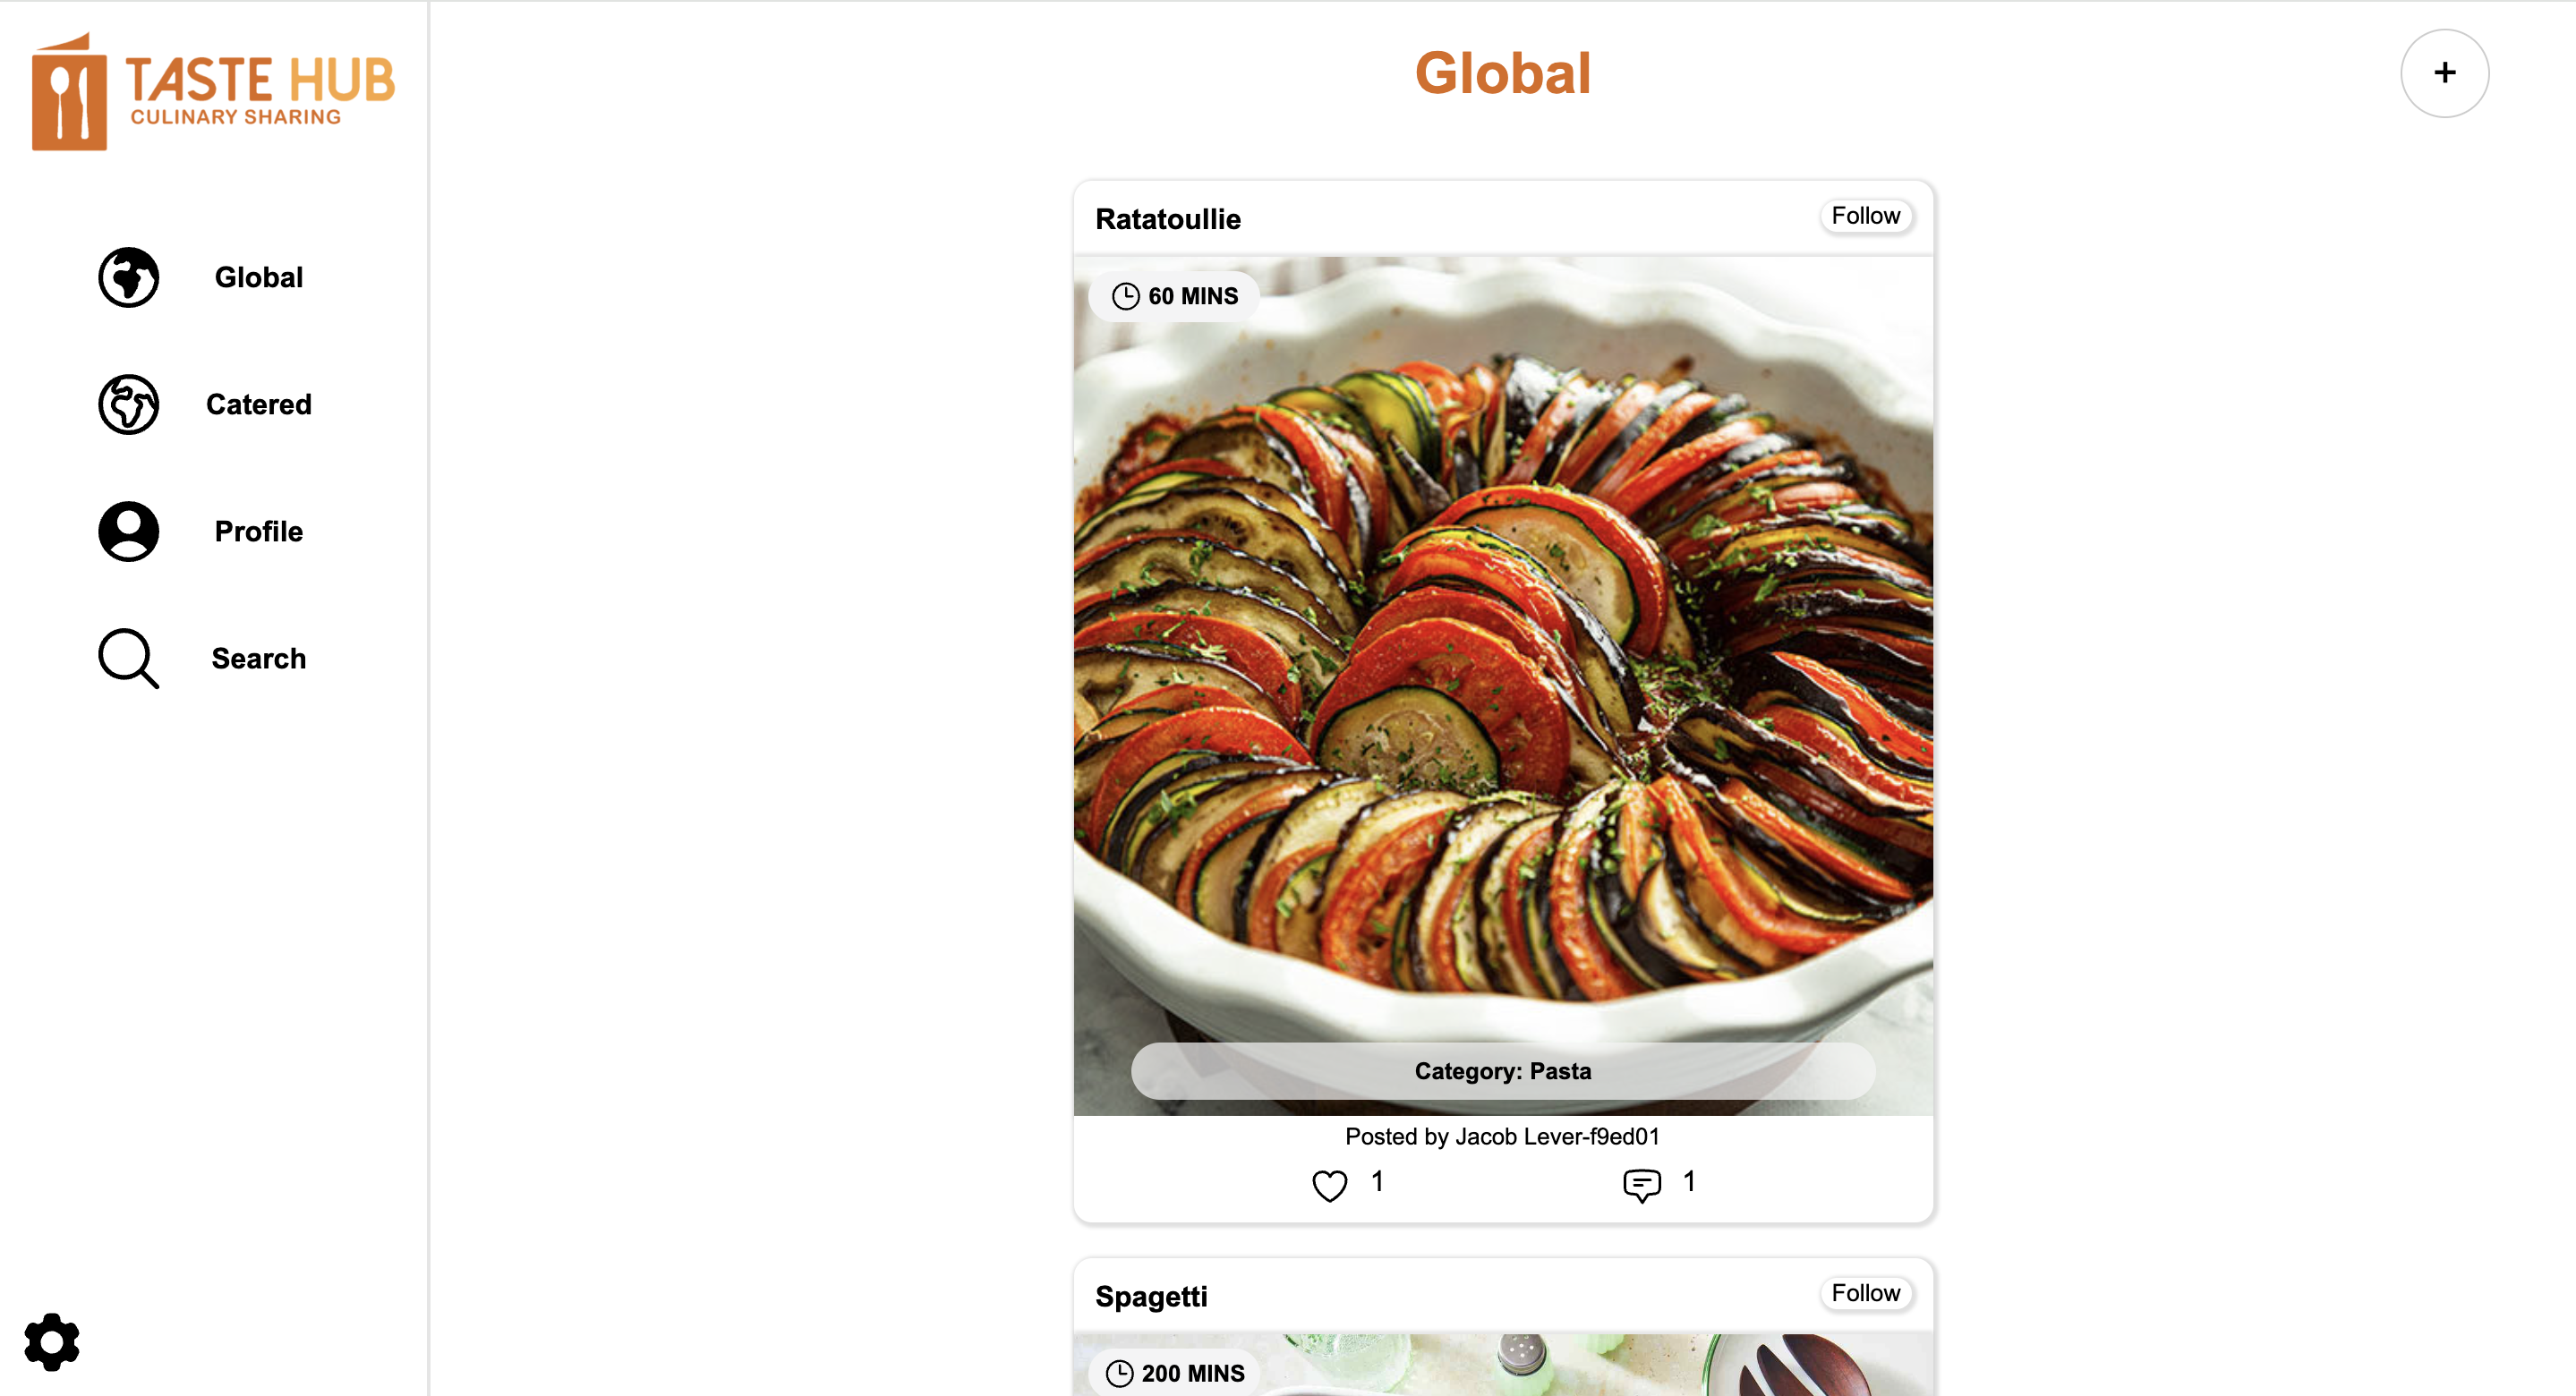 TASTE HUB
CULINARY SHARING
Global
Catered
Profile
Search
Global
+
Ratatoullie
Follow
60 MINS
Category: Pasta
Posted by Jacob Lever-f9ed01
1
1
Spagetti
Follow
200 MINS